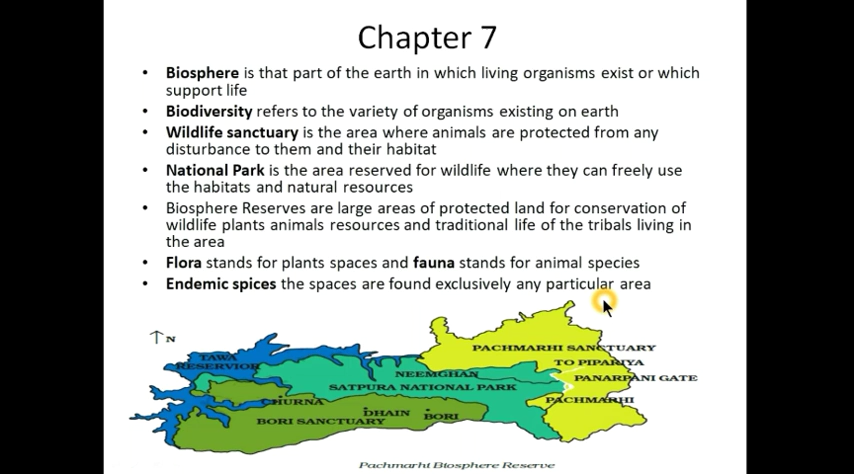 Chapter 7
• Biosphere is that part of the earth in which living organisms exist or which
support life
• Biodiversity refers to the variety of organisms existing on earth
• Wildlife sanctuary is the area where animals are protected from any
disturbance to them and their habitat
• National Park is the area reserved for wildlife where they can freely use
the habitats and natural resources
• Biosphere Reserves are large areas of protected land for conservation of
wildlife plants animals resources and traditional life of the tribals living in
the area
• Flora stands for plants spaces and fauna stands for animal species
• Endemic spices the spaces are found exclusively any particular area
N
PACHMARHI SANCTUARY
TAWA
RESERVIOR
TO PIPARIYA
NEEMGHAN
PANARPANI GATE
SATPURA NATIONAL PARK
CHURNA
PACHMARHI
DHAIN
BORI
BORI SANCTUARY
Pachmarhi Biosphere Reserve